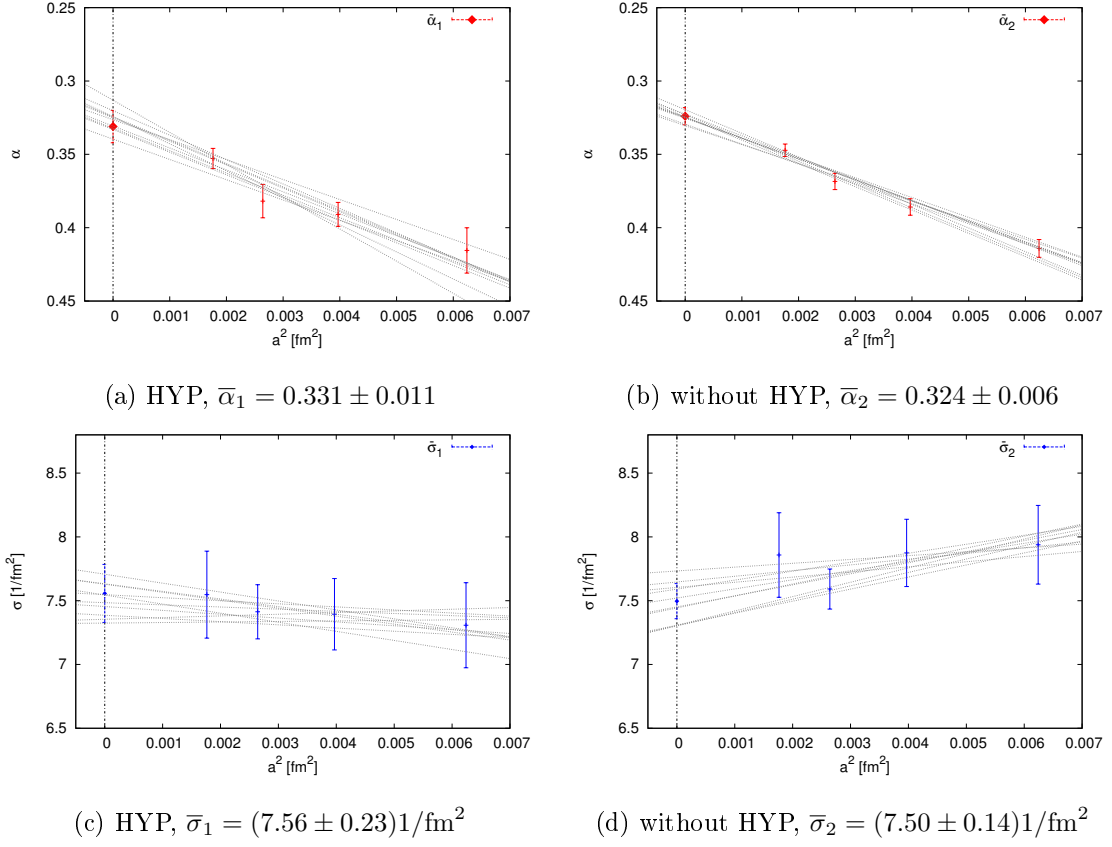 0.25
0.3
0.35
0.4
0.45
α
0 0.001 0.002 0.003 0.004 0.005 0.006 0.007
a² [fm²]
ᾱ₁
(a) HYP, ᾱ₁ = 0.331 ± 0.011
0.25
0.3
0.35
0.4
0.45
α
0 0.001 0.002 0.003 0.004 0.005 0.006 0.007
a² [fm²]
ᾱ₂
(b) without HYP, ᾱ₂ = 0.324 ± 0.006
8.5
8
7.5
7
6.5
σ [1/fm²]
0 0.001 0.002 0.003 0.004 0.005 0.006 0.007
a² [fm²]
σ̄₁
(c) HYP, σ̄₁ = (7.56 ± 0.23)1/fm²
8.5
8
7.5
7
6.5
σ [1/fm²]
0 0.001 0.002 0.003 0.004 0.005 0.006 0.007
a² [fm²]
σ̄₂
(d) without HYP, σ̄₂ = (7.50 ± 0.14)1/fm²